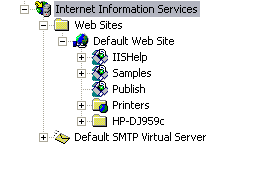 Internet Information Services
Web Sites
Default Web Site
IISHelp
Samples
Publish
Printers
HP-DJ959c
Default SMTP Virtual Server